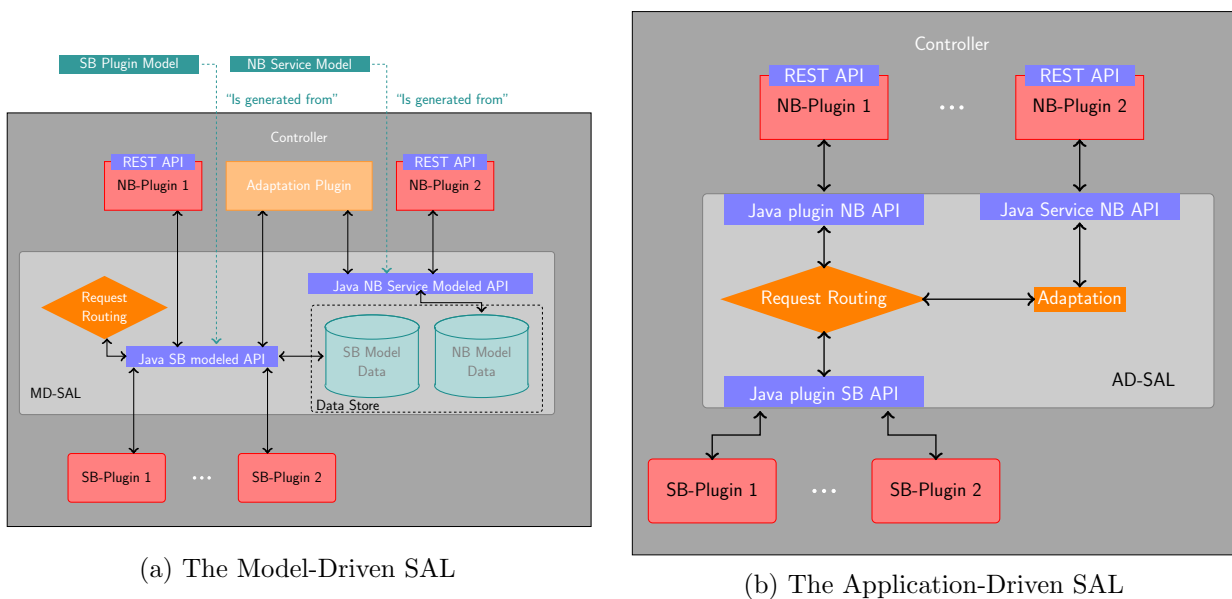 SB Plugin Model
NB Service Model
“Is generated from”
“Is generated from”
Controller
REST API
NB-Plugin 1
Adaptation Plugin
REST API
NB-Plugin 2
Java NB Service Modeled API
Request
Routing
Java SB modeled API
SB Model
Data
NB Model
Data
MD-SAL
Data Store
SB-Plugin 1
...
SB-Plugin 2
(a) The Model-Driven SAL
Controller
REST API
NB-Plugin 1
...
REST API
NB-Plugin 2
Java plugin NB API
Java Service NB API
Request Routing
Adaptation
Java plugin SB API
AD-SAL
SB-Plugin 1
...
SB-Plugin 2
(b) The Application-Driven SAL